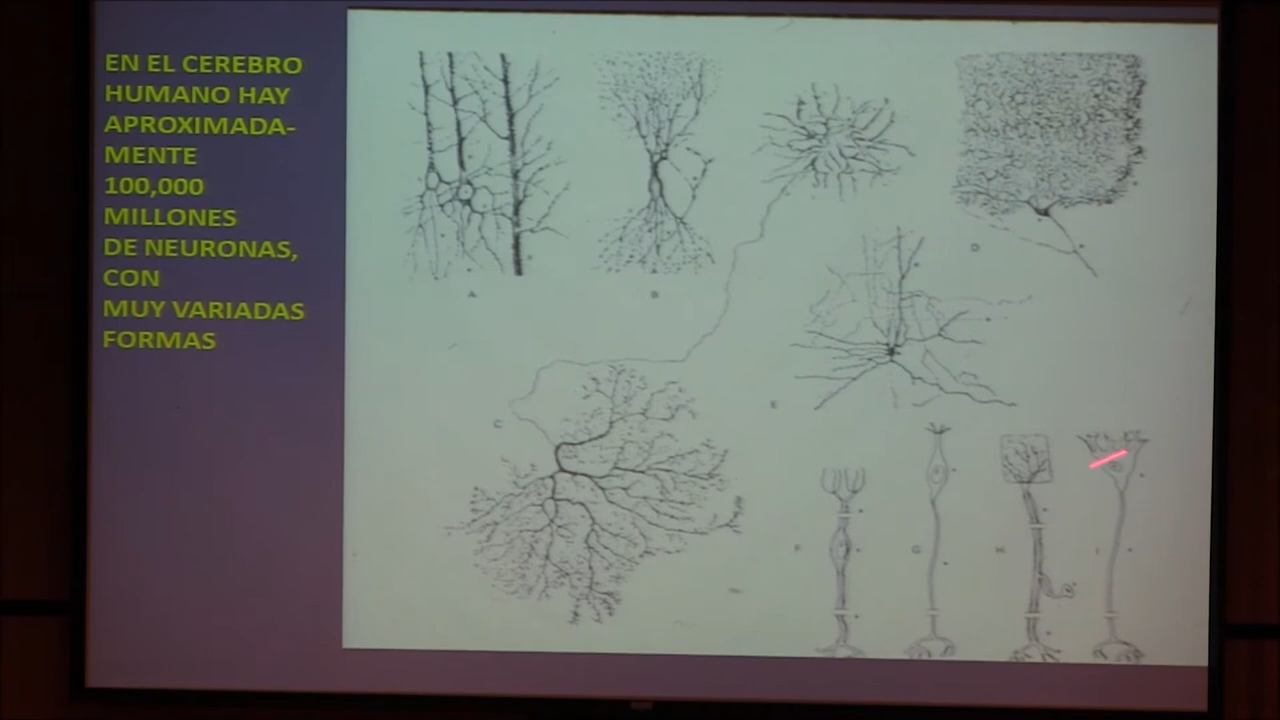 EN EL CEREBRO
HUMANO HAY
APROXIMADA-
MENTE
100,000
MILLONES
DE NEURONAS,
CON
MUY VARIADAS
FORMAS
A
B
C
D
E
F
G
H
I